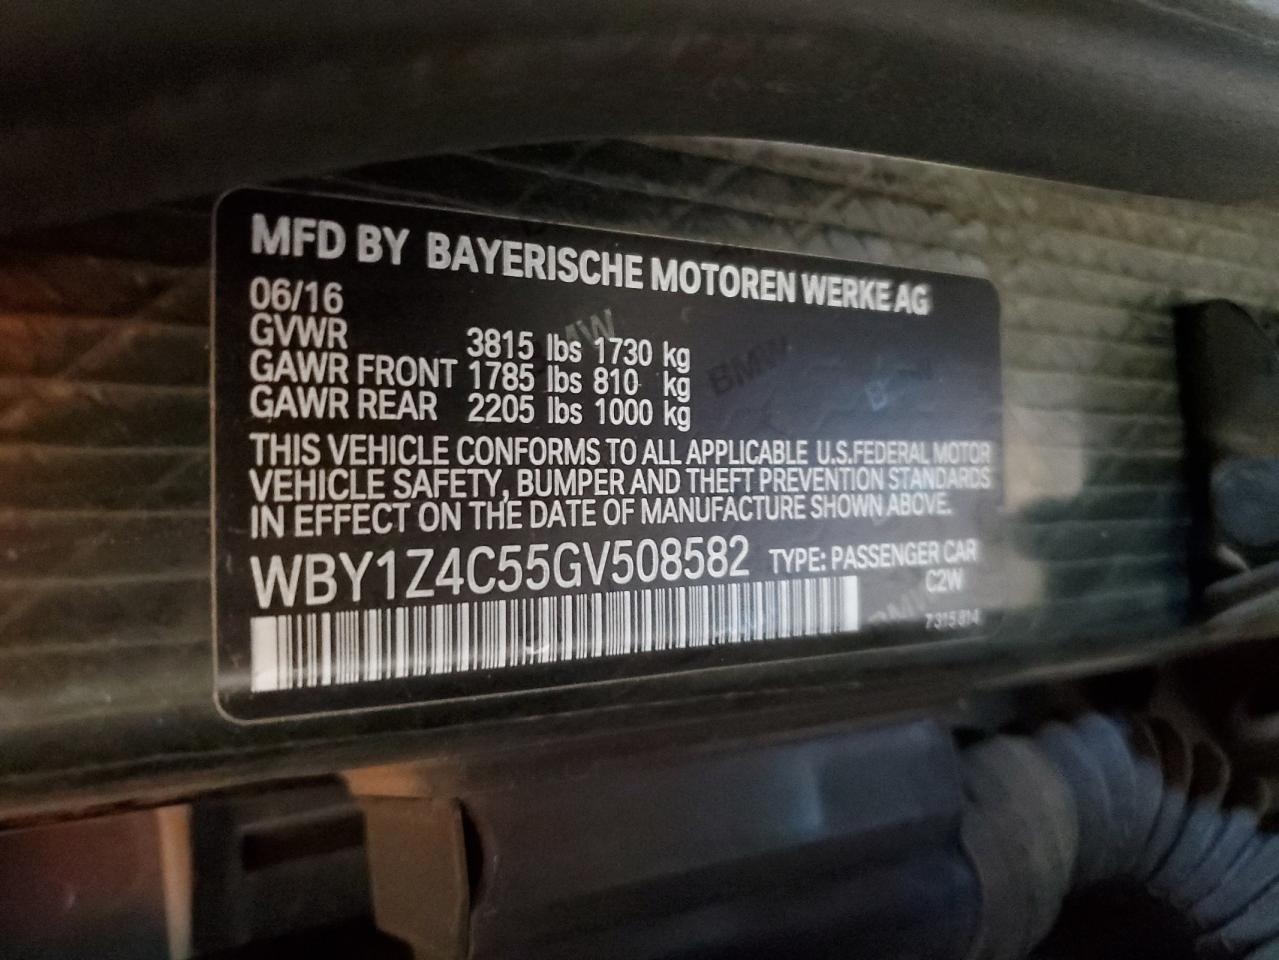 MFD BY BAYERISCHE MOTOREN WERKE AG
06/16
GVWR 3815 lbs 1730 kg
GAWR FRONT 1785 lbs 810 kg
GAWR REAR 2205 lbs 1000 kg
THIS VEHICLE CONFORMS TO ALL APPLICABLE U.S.FEDERAL MOTOR
VEHICLE SAFETY, BUMPER AND THEFT PREVENTION STANDARDS
IN EFFECT ON THE DATE OF MANUFACTURE SHOWN ABOVE.
WBY1Z4C55GV508582 TYPE: PASSENGER CAR
C2W
7315814
BMW